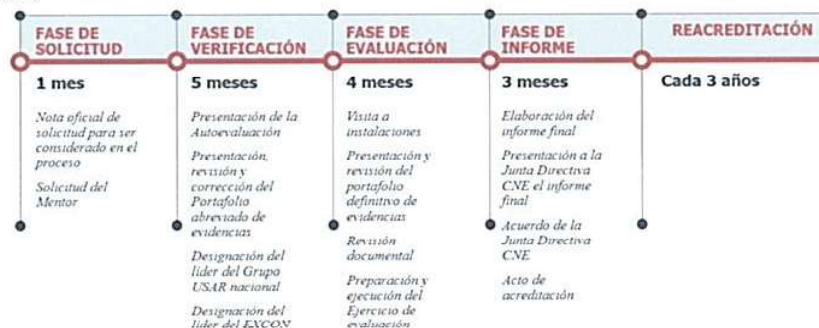 FASE DE
SOLICITUD
1 mes
Nota oficial de
solicitud para ser
considerado en el
proceso
Solicitud del
Mentor
FASE DE
VERIFICACIÓN
5 meses
Presentación de la
Autoevaluación
Presentación,
revisión y
corrección del
Portafolio
abreviado de
evidencias
Designación del
líder del Grupo
USAR nacional
Designación del
líder del EXCON
FASE DE
EVALUACIÓN
4 meses
Visita a
instalaciones
Presentación y
revisión del
portafolio
definitivo de
evidencias
Revisión
documental
Preparación y
ejecución del
Ejercicio de
evaluación
FASE DE
INFORME
3 meses
Elaboración del
informe final
Presentación a la
Junta Directiva
CNE el informe
final
Acuerdo de la
Junta Directiva
CNE
Acto de
acreditación
REACREDITACIÓN
Cada 3 años